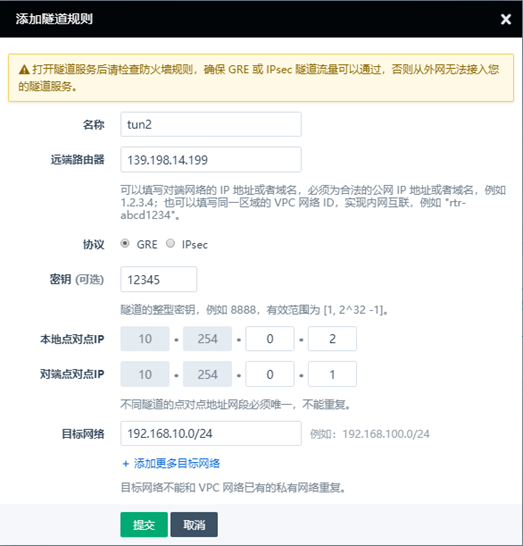 添加隧道规则
打开隧道服务后请检查防火墙规则，确保 GRE 或 IPsec 隧道流量可以通过，否则从外网无法接入您
的隧道服务。
名称 tun2
远端路由器 139.198.14.199
可以填写对端网络的 IP 地址或者域名，必须为合法的公网 IP 地址或者域名，例如
1.2.3.4；也可以填写同一区域的 VPC 网络 ID，实现内网互联，例如 "rtr-
abcd1234"。
协议 GRE IPsec
密钥 (可选) 12345
隧道的整型密钥，例如 8888，有效范围为 [1, 2^32 -1]。
本地点对点IP 10 • 254 • 0 • 2
对端点对点IP 10 • 254 • 0 • 1
不同隧道的点对点地址网段必须唯一，不能重复。
目标网络 192.168.10.0/24 例如：192.168.100.0/24
+ 添加更多目标网络
目标网络不能和 VPC 网络已有的私有网络重复。
提交 取消